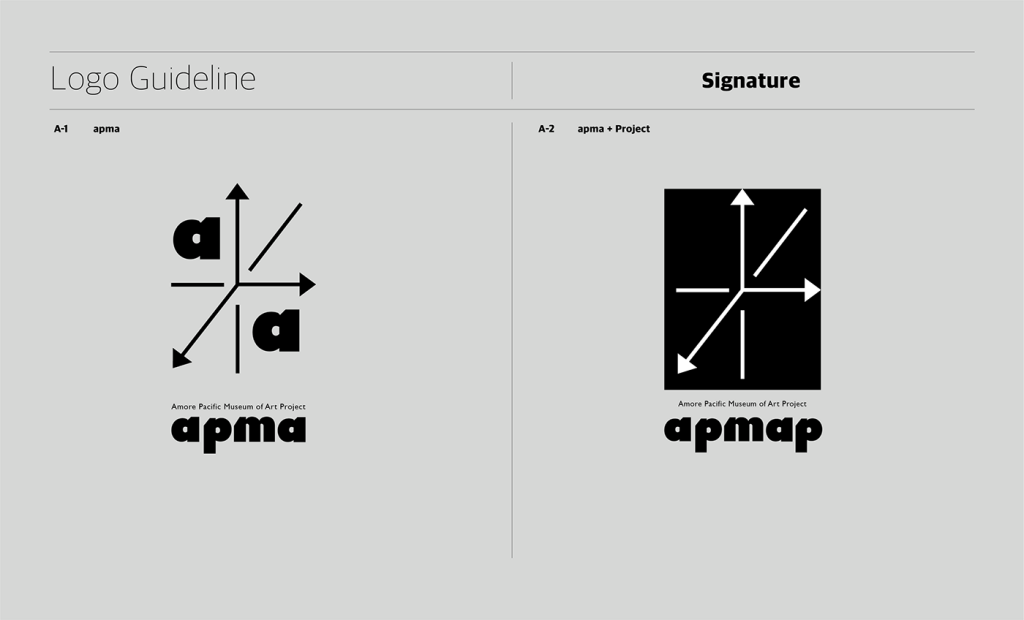 Logo Guideline
Signature
A-1 apma
a
a
Amore Pacific Museum of Art Project
apma
A-2 apma + Project
Amore Pacific Museum of Art Project
apmap